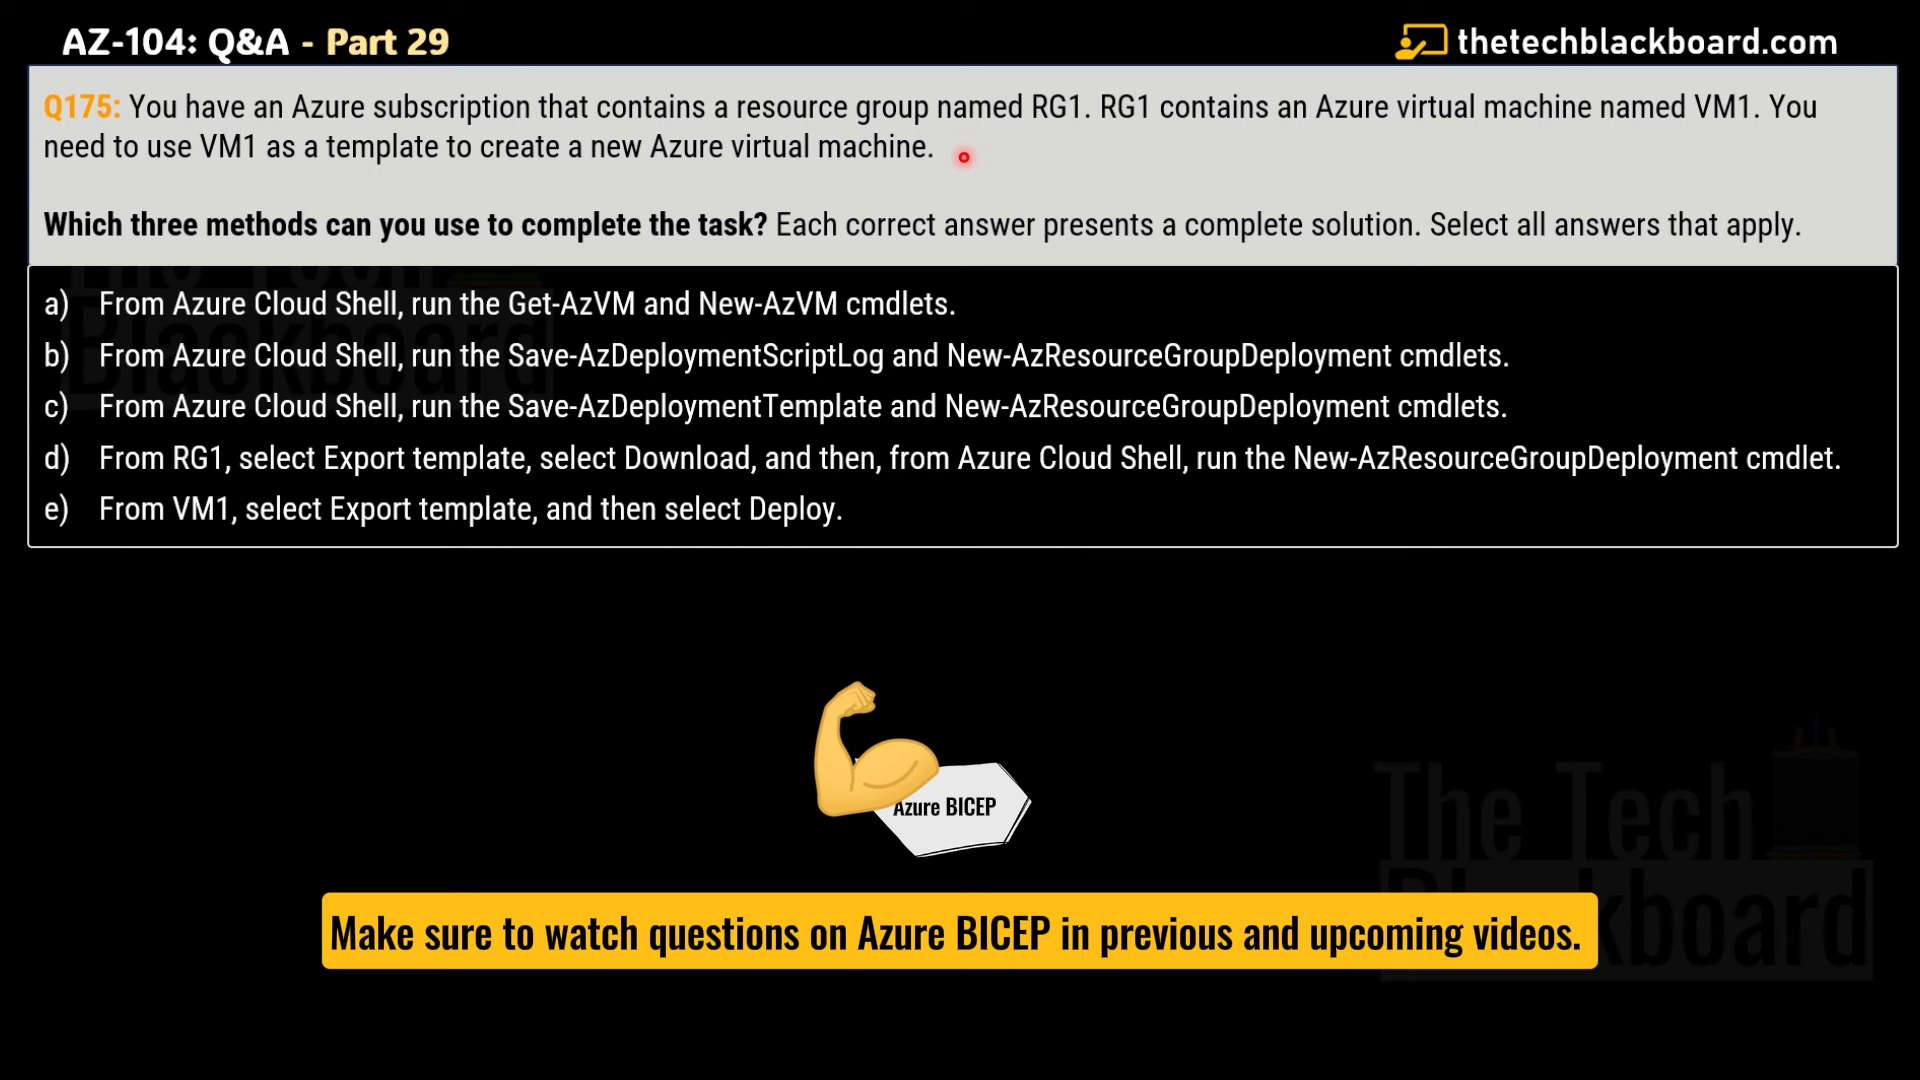 AZ-104: Q&A - Part 29
thetechblackboard.com
Q175: You have an Azure subscription that contains a resource group named RG1. RG1 contains an Azure virtual machine named VM1. You
need to use VM1 as a template to create a new Azure virtual machine.
Which three methods can you use to complete the task? Each correct answer presents a complete solution. Select all answers that apply.
a) From Azure Cloud Shell, run the Get-AzVM and New-AzVM cmdlets.
b) From Azure Cloud Shell, run the Save-AzDeploymentScriptLog and New-AzResourceGroupDeployment cmdlets.
c) From Azure Cloud Shell, run the Save-AzDeploymentTemplate and New-AzResourceGroupDeployment cmdlets.
d) From RG1, select Export template, select Download, and then, from Azure Cloud Shell, run the New-AzResourceGroupDeployment cmdlet.
e) From VM1, select Export template, and then select Deploy.
Azure BICEP
The Tech
Blackboard
Make sure to watch questions on Azure BICEP in previous and upcoming videos.